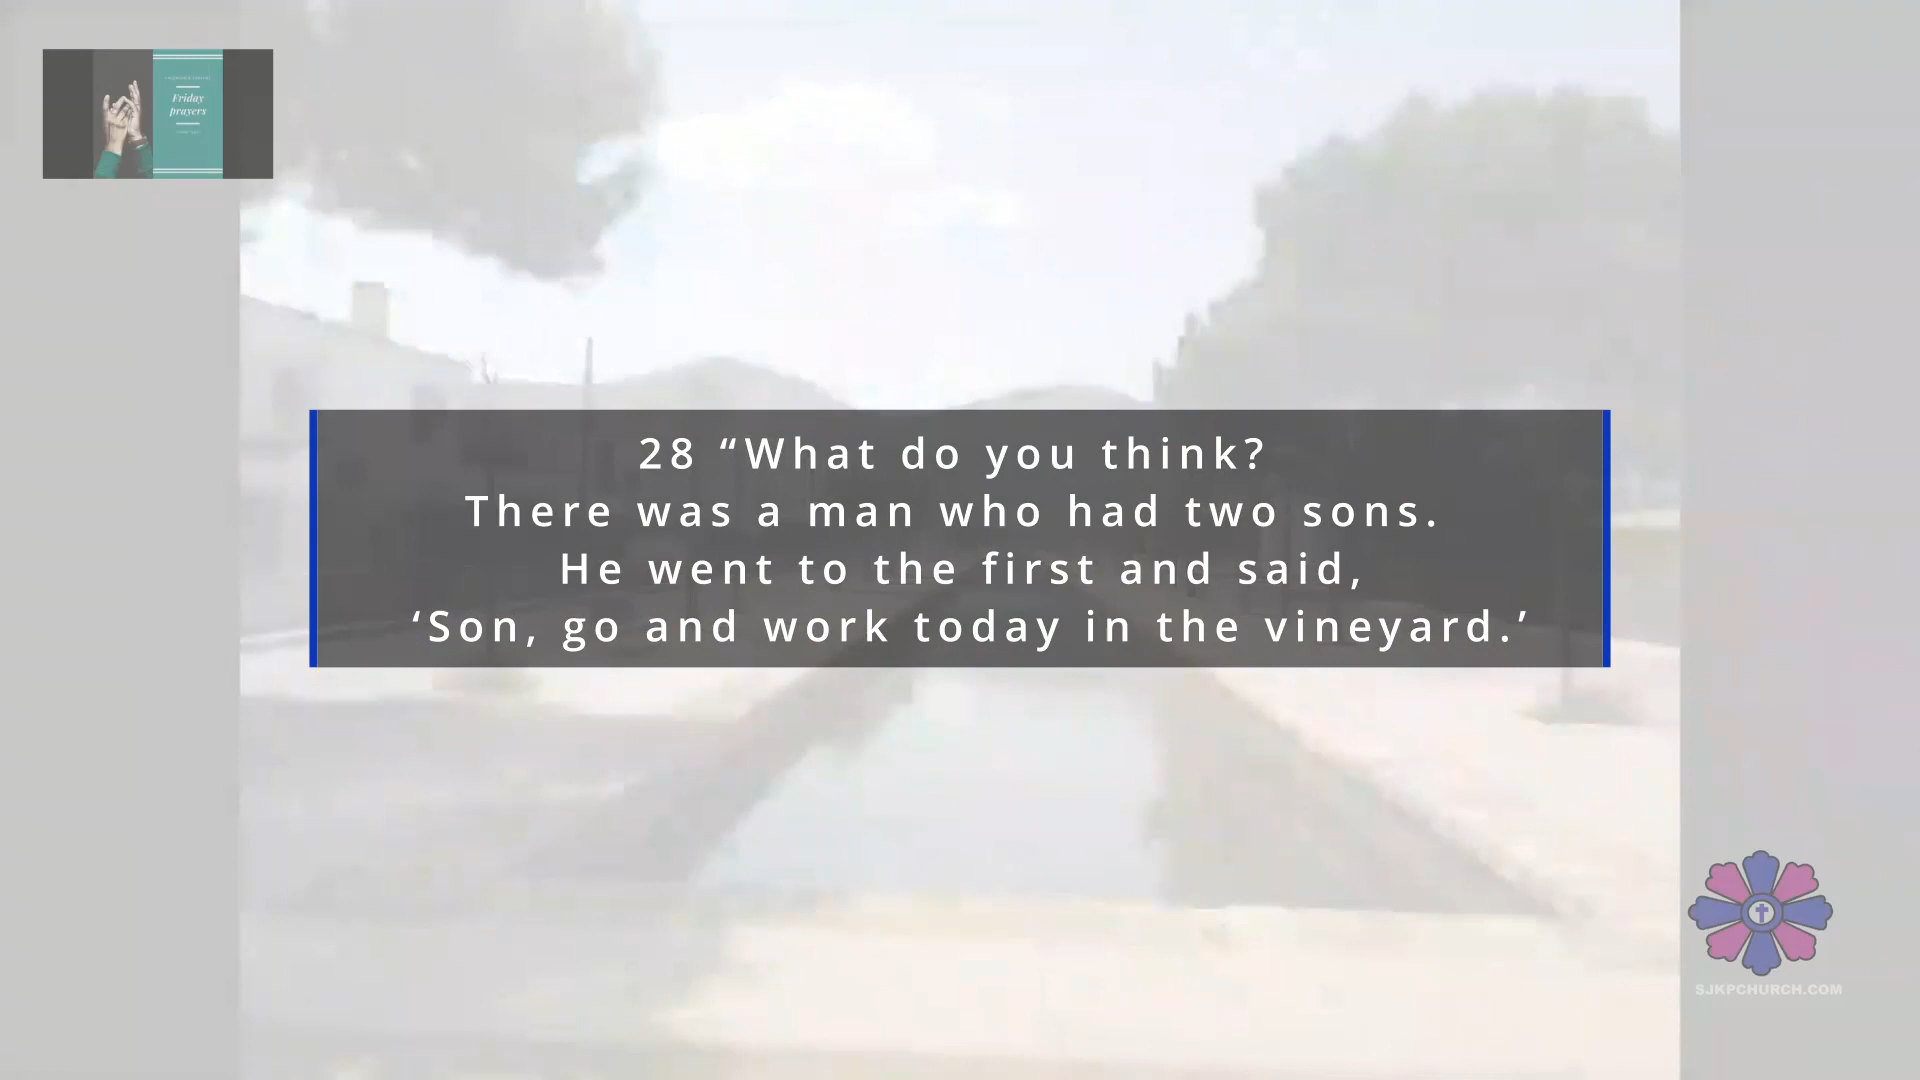 Friday
prayers
28 “What do you think?
There was a man who had two sons.
He went to the first and said,
‘Son, go and work today in the vineyard.’
SJKPCHURCH.COM